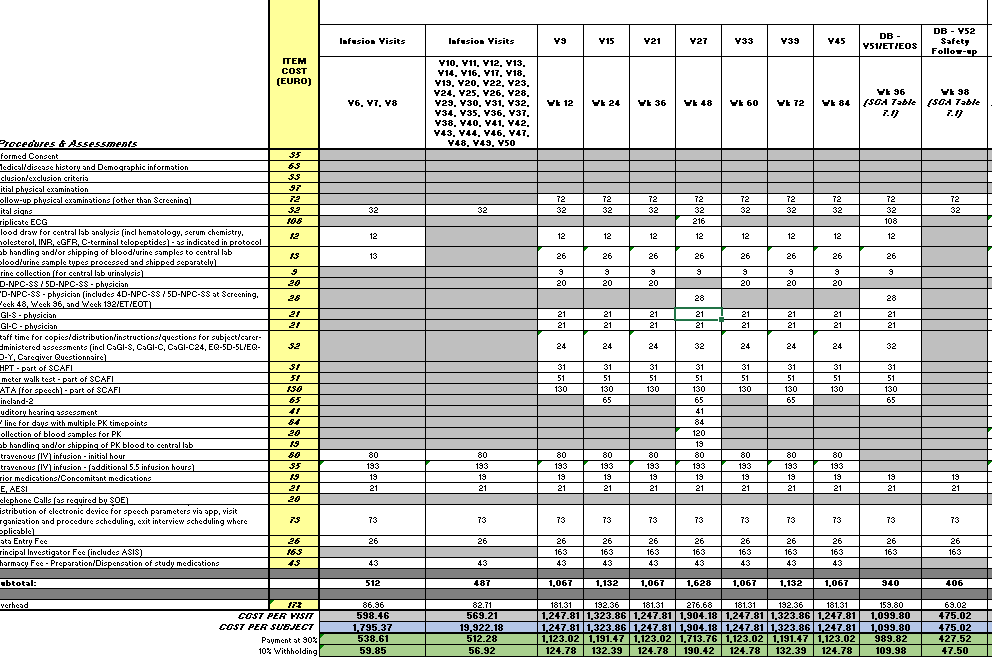 ITEM COST (EURO)
Infusion Visits Infusion Visits V9 V15 V21 V27 V33 V39 V45 DB - V51/ET/EOS DB - V52 Safety Follow-up
V6, V7, V8
V10, V11, V12, V13,
V14, V16, V17, V18,
V19, V20, V22, V23,
V24, V25, V26, V28,
V29, V30, V31, V32,
V34, V35, V36, V37,
V38, V40, V41, V42,
V43, V44, V46, V47,
V48, V49, V50
Wk 12 Wk 24 Wk 36 Wk 48 Wk 60 Wk 72 Wk 84 Wk 96 (SOA Table 7.1) Wk 98 (SOA Table 7.1)
Procedures & Assessments
formed Consent 35
edical/disease history and Demographic information 63
clusion/exclusion criteria 33
itial physical examination 97
ollow-up physical examinations (other than Screening) 72 72 72 72 72 72 72 72 72 72
ital signs 32 32 32 32 32 32 32 32 32 32 32 32
riplicate ECG 108 216 108
lood draw for central lab analysis (incl hematology, serum chemistry,
holesterol, INR, eGFR, C-terminal telopeptides) - as indicated in protocol 12 12 12 12 12 12 12 12 12 12
ab handling and/or shipping of blood/urine samples to central lab
blood/urine sample types processed and shipped separately) 13 13 26 26 26 26 26 26 26 26
rine collection (for central lab urinalysis) 9 9 9 9 9 9 9 9 9
D-NPC-SS / 5D-NPC-SS - physician 20 20 20 20 20 20 20
D-NPC-SS - physician (includes 4D-NPC-SS / 5D-NPC-SS at Screening,
eek 48, Week 96, and Week 192/ET/EOT) 28 28 28
GI-S - physician 21 21 21 21 21 21 21 21 21
GI-C - physician 21 21 21 21 21 21 21 21 21
taff time for copies/distribution/instructions/questions for subject/carer-
dministered assessments (incl CaGI-S, CaGI-C, CaGI-C24, EQ-5D-5L/EQ-
D-Y, Caregiver Questionnaire) 32 24 24 24 32 24 24 24 32
HPT - part of SCAFI 31 31 31 31 31 31 31 31 31
meter walk test - part of SCAFI 51 51 51 51 51 51 51 51 51
ATA (for speech) - part of SCAFI 130 130 130 130 130 130 130 130 130
ineland-2 65 65 65 65 65
uditory hearing assessment 41 41
V line for days with multiple PK timepoints 84 84
ollection of blood samples for PK 20 120
ab handling and/or shipping of PK blood to central lab 19 19
travenous (IV) infusion - initial hour 80 80 80 80 80 80 80 80 80 80
travenous (IV) infusion - (additional 5.5 infusion hours) 35 193 193 193 193 193 193 193 193 193
rior medications/Concomitant medications 19 19 19 19 19 19 19 19 19 19 19 19
E, AESI 21 21 21 21 21 21 21 21 21 21 21 21
elephone Calls (as required by SOE) 20
istribution of electronic device for speech parameters via app, visit
rganization and procedure scheduling, exit interview scheduling where
pplicable) 73 73 73 73 73 73 73 73 73 73 73 73
ata Entry Fee 26 26 26 26 26 26 26 26 26 26 26 26
rincipal Investigator Fee (includes ASIS) 163 163 163 163 163 163 163 163 163 163
harmacy Fee - Preparation/Dispensation of study medications 43 43 43 43 43 43 43 43 43 43
ubtotal: 512 487 1,067 1,132 1,067 1,628 1,067 1,132 1,067 940 406
verhead 17% 86.96 82.71 181.31 192.36 181.31 276.68 181.31 192.36 181.31 159.80 69.02
COST PER VISIT 598.46 569.21 1,247.81 1,323.86 1,247.81 1,904.18 1,247.81 1,323.86 1,247.81 1,099.80 475.02
COST PER SUBJECT 1,795.37 19,922.18 1,247.81 1,323.86 1,247.81 1,904.18 1,247.81 1,323.86 1,247.81 1,099.80 475.02
Payment at 90% 538.61 512.28 1,123.02 1,191.47 1,123.02 1,713.76 1,123.02 1,191.47 1,123.02 989.82 427.52
10% Withholding 59.85 56.92 124.78 132.39 124.78 190.42 124.78 132.39 124.78 109.98 47.50